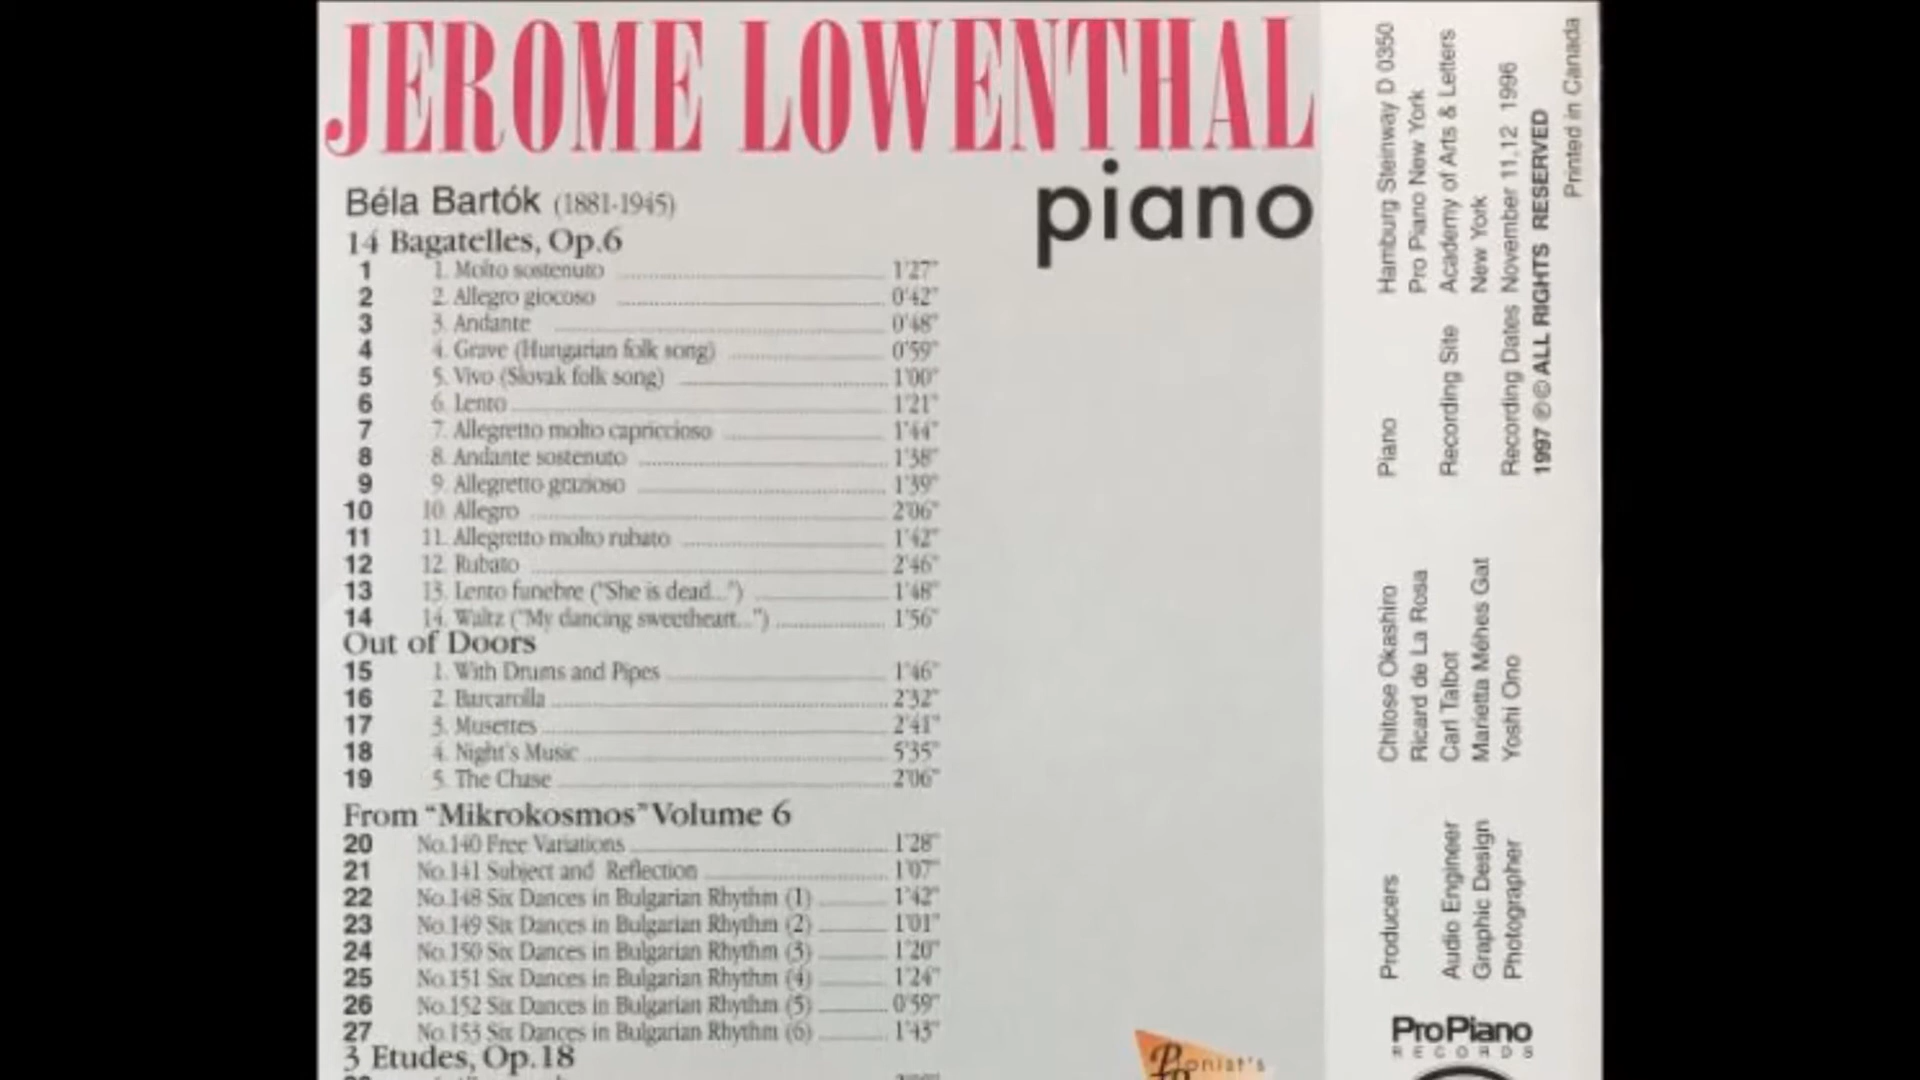 JEROME LOWENTHAL
piano
Béla Bartók (1881-1945)
14 Bagatelles, Op.6
1 1. Molto sostenuto 1'27"
2 2. Allegro giocoso 0'42"
3 3. Andante 0'48"
4 4. Grave (Hungarian folk song) 0'59"
5 5. Vivo (Slovak folk song) 1'00"
6 6. Lento 1'21"
7 7. Allegretto molto capriccioso 1'44"
8 8. Andante sostenuto 1'38"
9 9. Allegretto grazioso 1'39"
10 10. Allegro 2'06"
11 11. Allegretto molto rubato 1'42"
12 12. Rubato 2'46"
13 13. Lento funebre ("She is dead...") 1'48"
14 14. Waltz ("My dancing sweetheart...") 1'56"
Out of Doors
15 1. With Drums and Pipes 1'46"
16 2. Barcarolla 2'32"
17 3. Musettes 2'41"
18 4. Night's Music 5'35"
19 5. The Chase 2'06"
From "Mikrokosmos" Volume 6
20 No.140 Free Variations 1'28"
21 No.141 Subject and Reflection 1'07"
22 No.148 Six Dances in Bulgarian Rhythm (1) 1'42"
23 No.149 Six Dances in Bulgarian Rhythm (2) 1'01"
24 No.150 Six Dances in Bulgarian Rhythm (3) 1'20"
25 No.151 Six Dances in Bulgarian Rhythm (4) 1'24"
26 No.152 Six Dances in Bulgarian Rhythm (5) 0'59"
27 No.153 Six Dances in Bulgarian Rhythm (6) 1'43"
3 Etudes, Op.18
Pianist's
Producers Chitose Okashiro Piano Hamburg Steinway D 0350
Ricard de La Rosa Pro Piano New York
Audio Engineer Carl Talbot Recording Site Academy of Arts & Letters
Graphic Design Marietta Méhes Gat New York
Photographer Yoshi Ono Recording Dates November 11,12 1996
1997 ℗ © ALL RIGHTS RESERVED
Printed in Canada
ProPiano
RECORDS